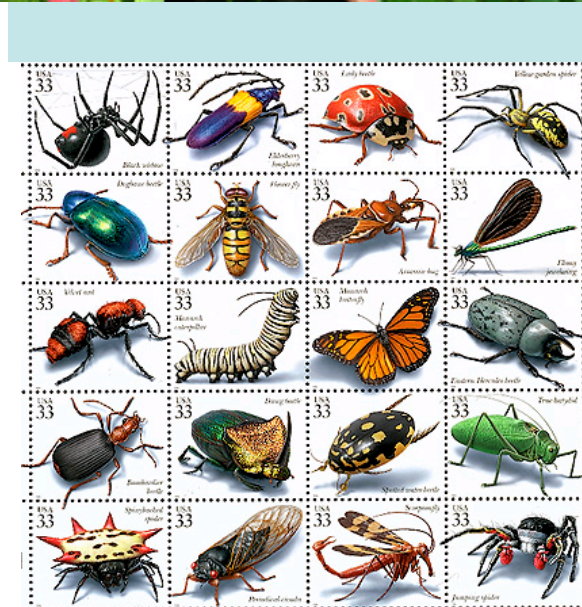 USA
33
Black widow
USA
33
Elderberry
longhorn
USA
33
Lady beetle
USA
33
Yellow garden spider
USA
33
Dogbane beetle
USA
33
Flower fly
USA
33
Assassin bug
USA
33
Ebony
jewelwing
USA
33
Velvet ant
USA
33
Monarch
caterpillar
USA
33
Monarch
butterfly
USA
33
Eastern Hercules beetle
USA
33
Bombardier
beetle
USA
33
Dung beetle
USA
33
Spotted water beetle
USA
33
True katydid
USA
33
Spinybacked
spider
USA
33
Periodical cicada
USA
33
Scorpionfly
USA
33
Jumping spider